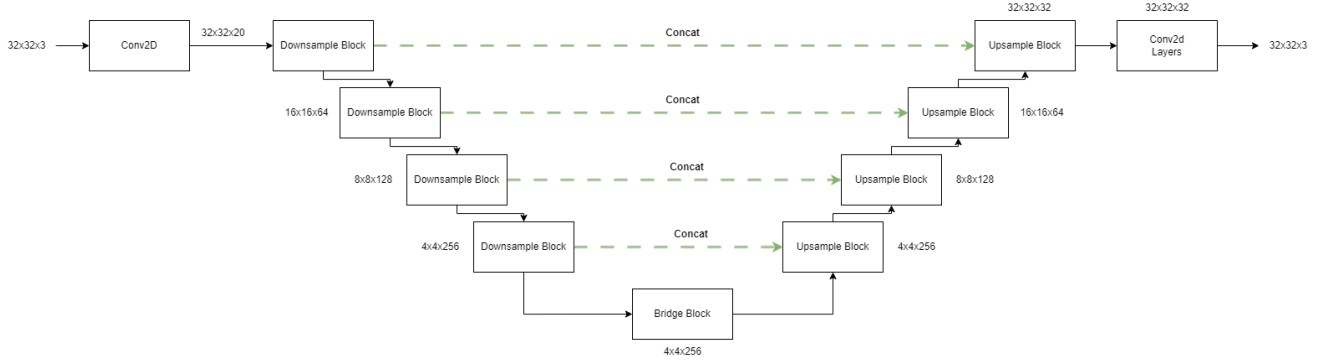 32x32x32
32x32x32
Concat
32x32x3
Conv2D
32x32x20
Downsample Block
Upsample Block
Conv2d
Layers
32x32x3
Concat
16x16x64
Downsample Block
Upsample Block
16x16x64
Concat
8x8x128
Downsample Block
Upsample Block
8x8x128
Concat
4x4x256
Downsample Block
Upsample Block
4x4x256
Bridge Block
4x4x256